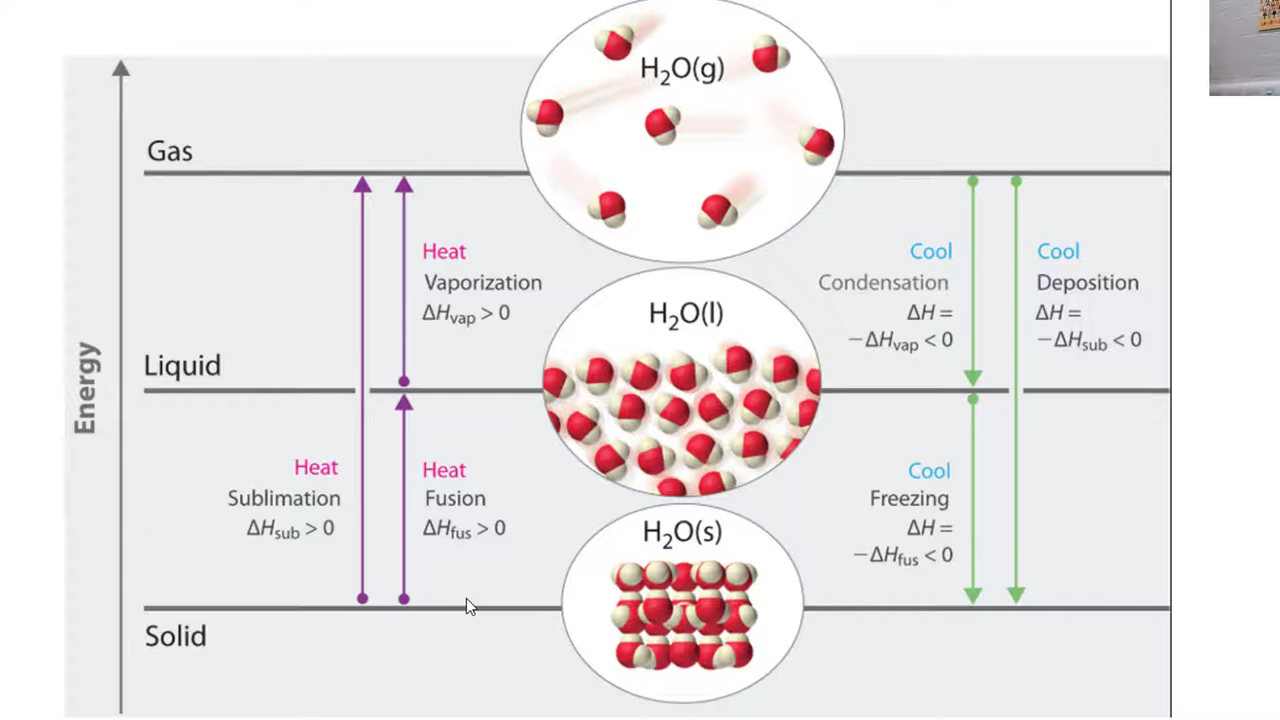 H₂O(g)
Gas
Heat
Vaporization
ΔHvap > 0
Cool
Condensation
ΔH =
−ΔHvap < 0
Cool
Deposition
ΔH =
−ΔHsub < 0
H₂O(l)
Liquid
Energy
Heat
Sublimation
ΔHsub > 0
Heat
Fusion
ΔHfus > 0
Cool
Freezing
ΔH =
−ΔHfus < 0
H₂O(s)
Solid